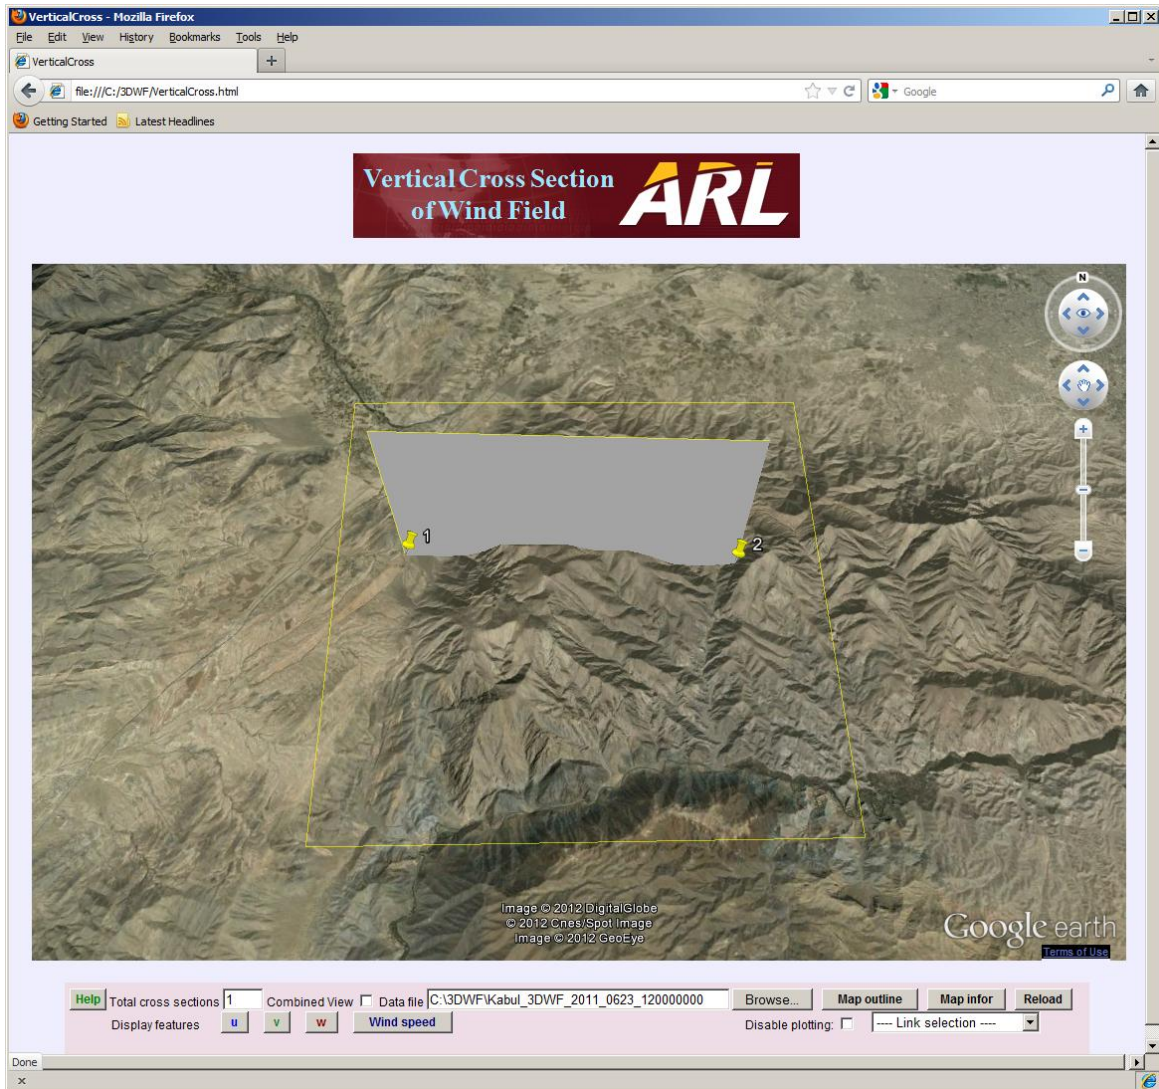 VerticalCross - Mozilla Firefox
File Edit View History Bookmarks Tools Help
VerticalCross
file:///C:/3DWF/VerticalCross.html
Google
Getting Started Latest Headlines
Vertical Cross Section
of Wind Field
ARL
N
1
2
Image © 2012 DigitalGlobe
© 2012 Cnes/Spot Image
Image © 2012 GeoEye
Google earth
Terms of Use
Help Total cross sections 1 Combined View Data file C:\3DWF\Kabul_3DWF_2011_0623_120000000 Browse... Map outline Map infor Reload
Display features u v w Wind speed Disable plotting: ---- Link selection ----
Done
x